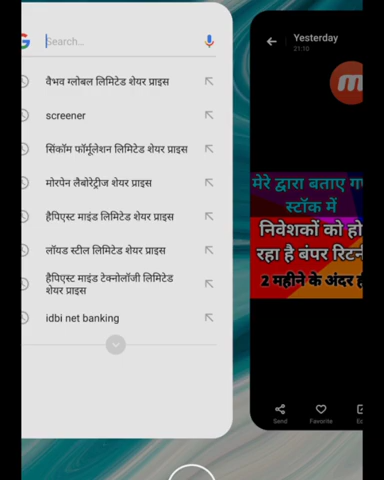 Search...
वैभव ग्लोबल लिमिटेड शेयर प्राइस
screener
सिंकॉम फॉर्मूलेशन लिमिटेड शेयर प्राइस
मोरपेन लैबोरेट्रीज शेयर प्राइस
हैपिएस्ट माइंड लिमिटेड शेयर प्राइस
लॉयड स्टील लिमिटेड शेयर प्राइस
हैपिएस्ट माइंड टेक्नोलॉजी लिमिटेड
शेयर प्राइस
idbi net banking
Yesterday
21:10
मेरे द्वारा बताए
स्टॉक में
निवेशकों को हो
रहा है बंपर
2 महीने के अंदर
Send
Favorite